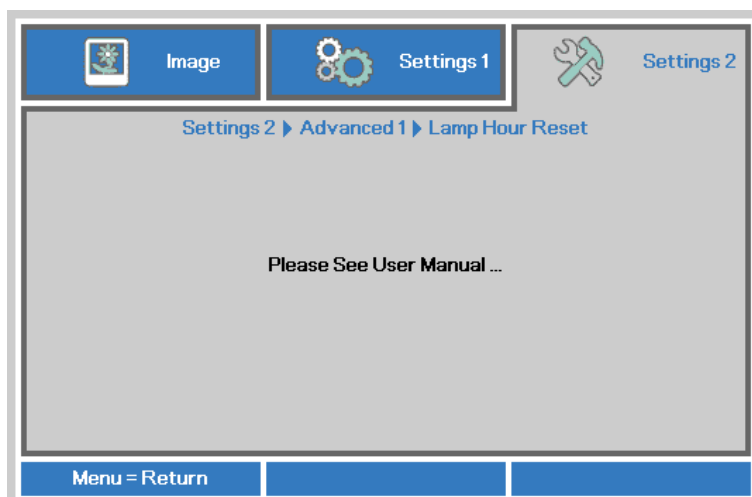 Image
Settings 1
Settings 2
Settings 2 ▶ Advanced 1 ▶ Lamp Hour Reset
Please See User Manual ...
Menu = Return